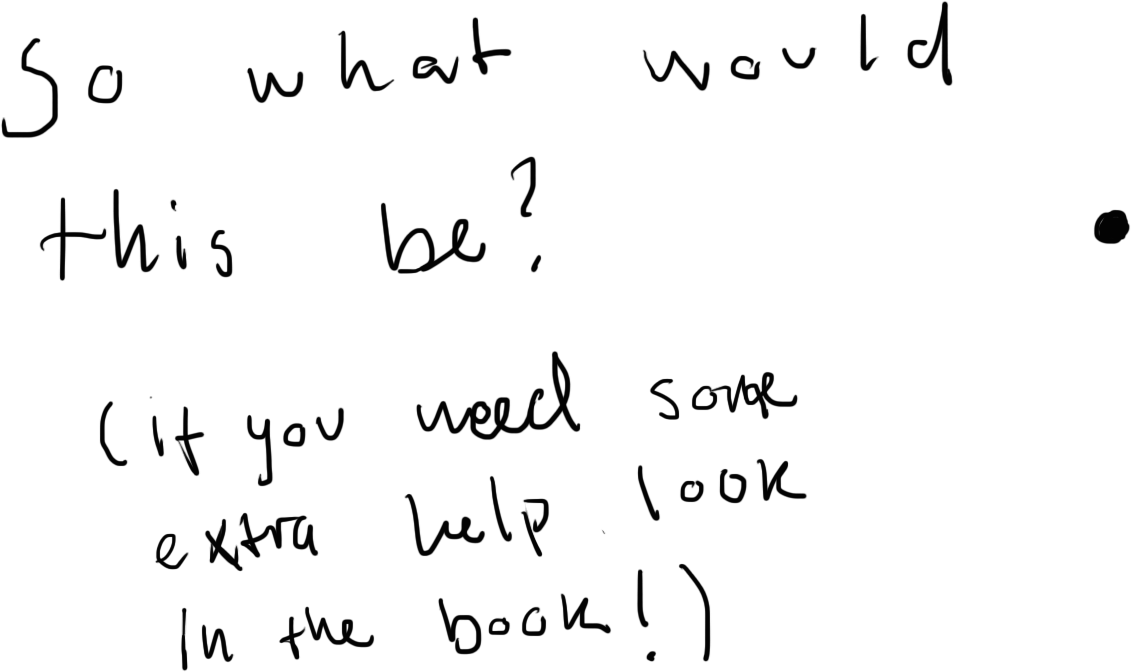 So what would
this be?
(if you need some
extra help look
In the book!)